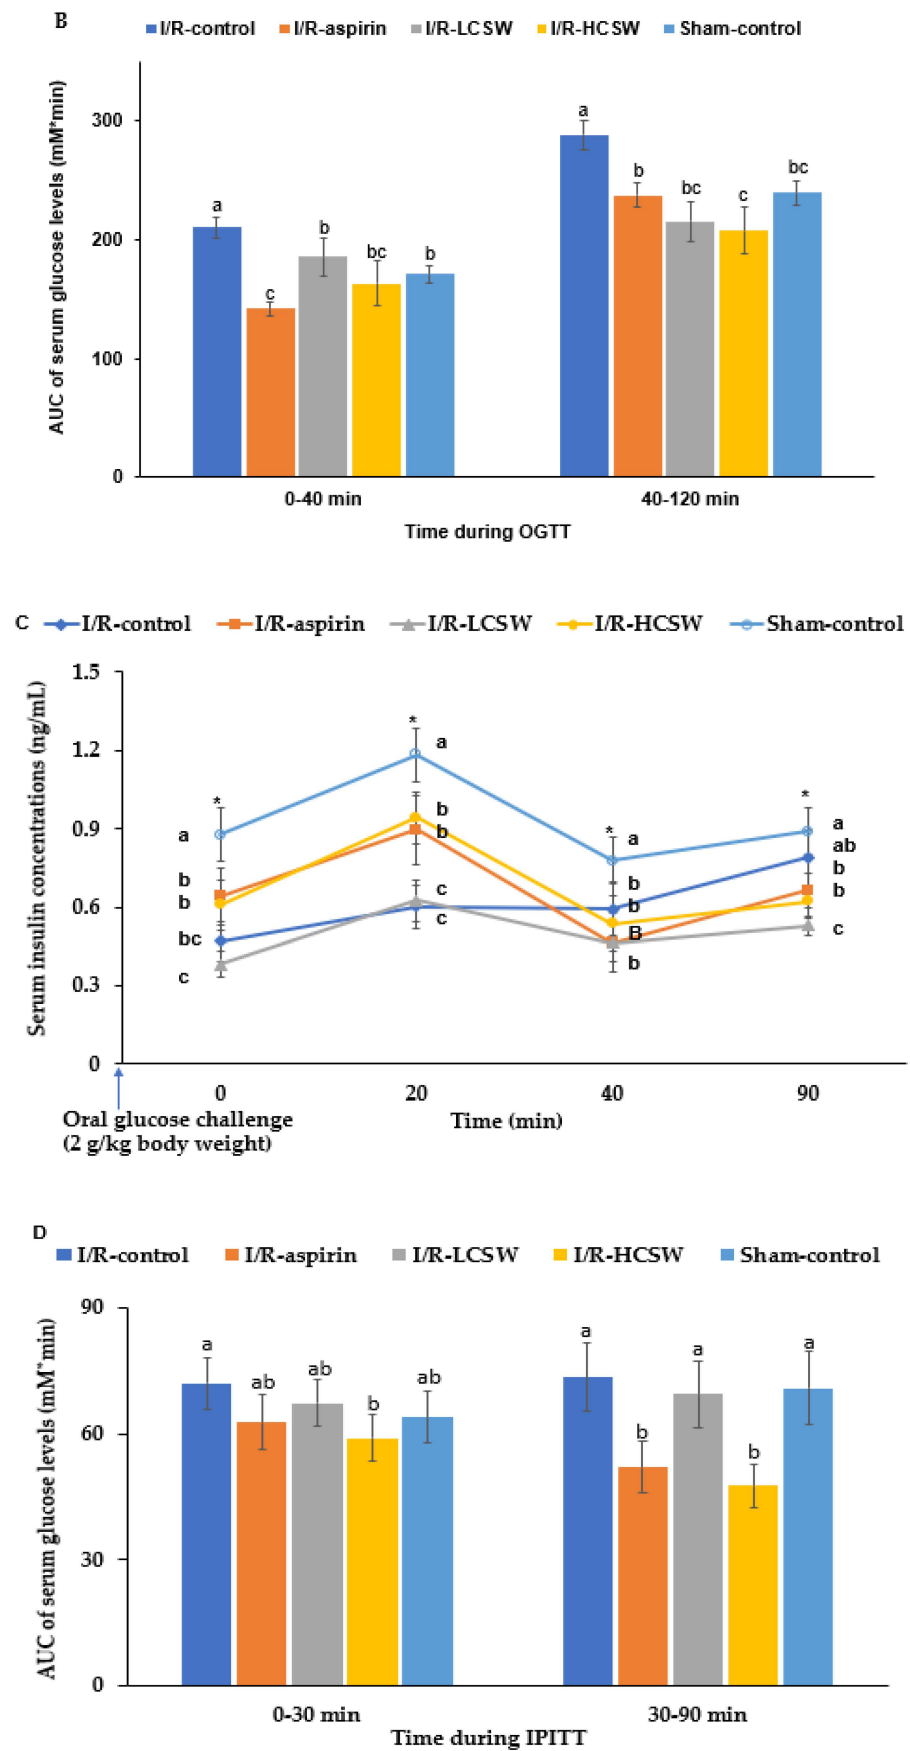 B
I/R-control I/R-aspirin I/R-LCSW I/R-HCSW Sham-control
AUC of serum glucose levels (mM*min)
300
200
100
0
a
c
b
bc
b
a
b
bc
c
bc
0-40 min 40-120 min
Time during OGTT
C I/R-control I/R-aspirin I/R-LCSW I/R-HCSW Sham-control
Serum insulin concentrations (ng/mL)
1.5
1.2
0.9
0.6
0.3
0
*
a
b
b
bc
c
*
a
b
b
c
c
*
a
b
b
B
b
*
a
ab
b
b
c
0 20 40 90
Oral glucose challenge
(2 g/kg body weight)
Time (min)
D
I/R-control I/R-aspirin I/R-LCSW I/R-HCSW Sham-control
AUC of serum glucose levels (mM*min)
90
60
30
0
a
ab
ab
b
ab
a
b
a
b
a
0-30 min 30-90 min
Time during IPITT